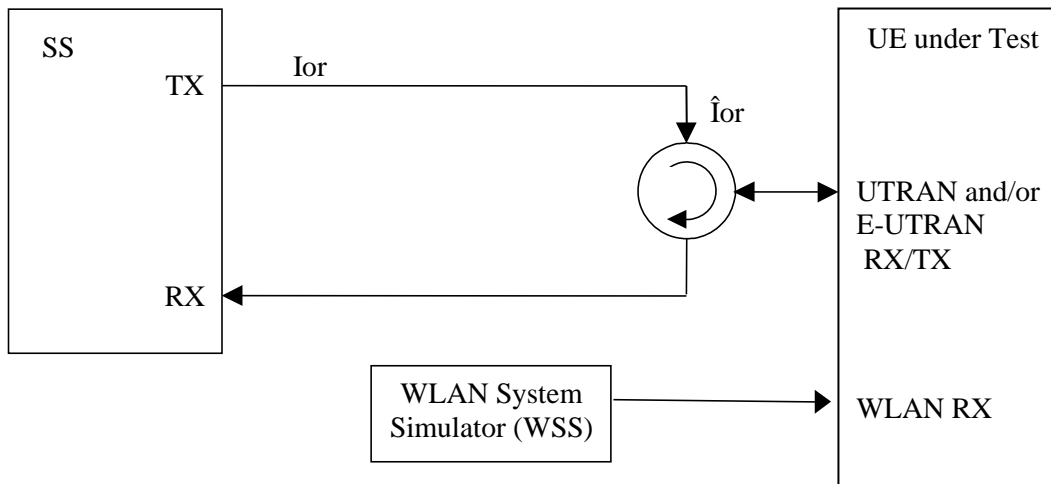 SS
TX
Ior
Îor
UE under Test
UTRAN and/or
E-UTRAN
RX/TX
RX
WLAN System
Simulator (WSS)
WLAN RX